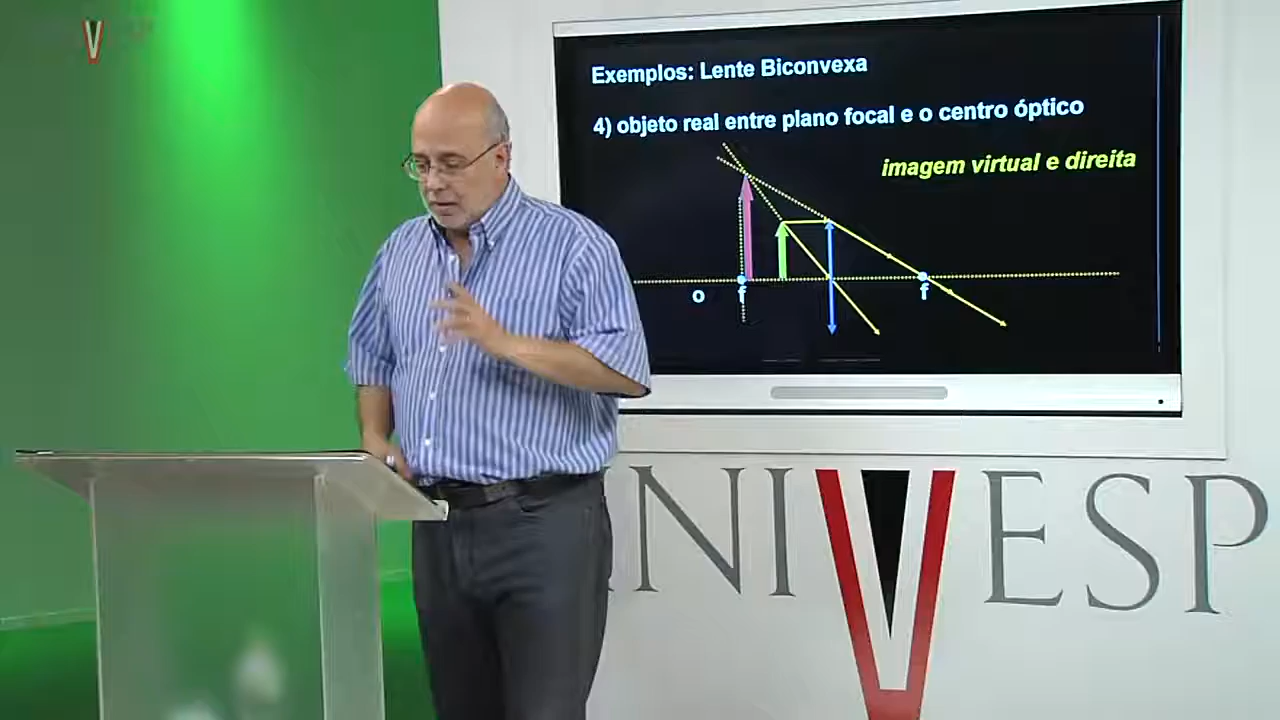 Exemplos: Lente Biconvexa
4) objeto real entre plano focal e o centro óptico
imagem virtual e direita
o f f
NIVESP
V